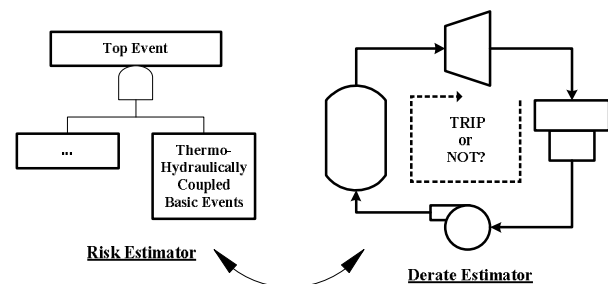 Top Event
...
Thermo-
Hydraulically
Coupled
Basic Events
Risk Estimator
TRIP
or
NOT?
Derate Estimator